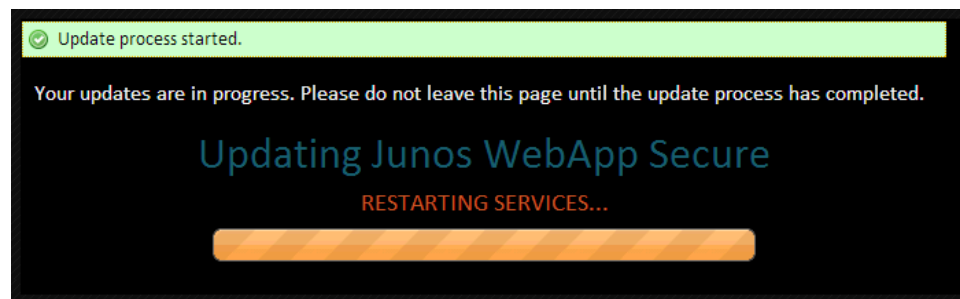 Update process started.
Your updates are in progress. Please do not leave this page until the update process has completed.
Updating Junos WebApp Secure
RESTARTING SERVICES...